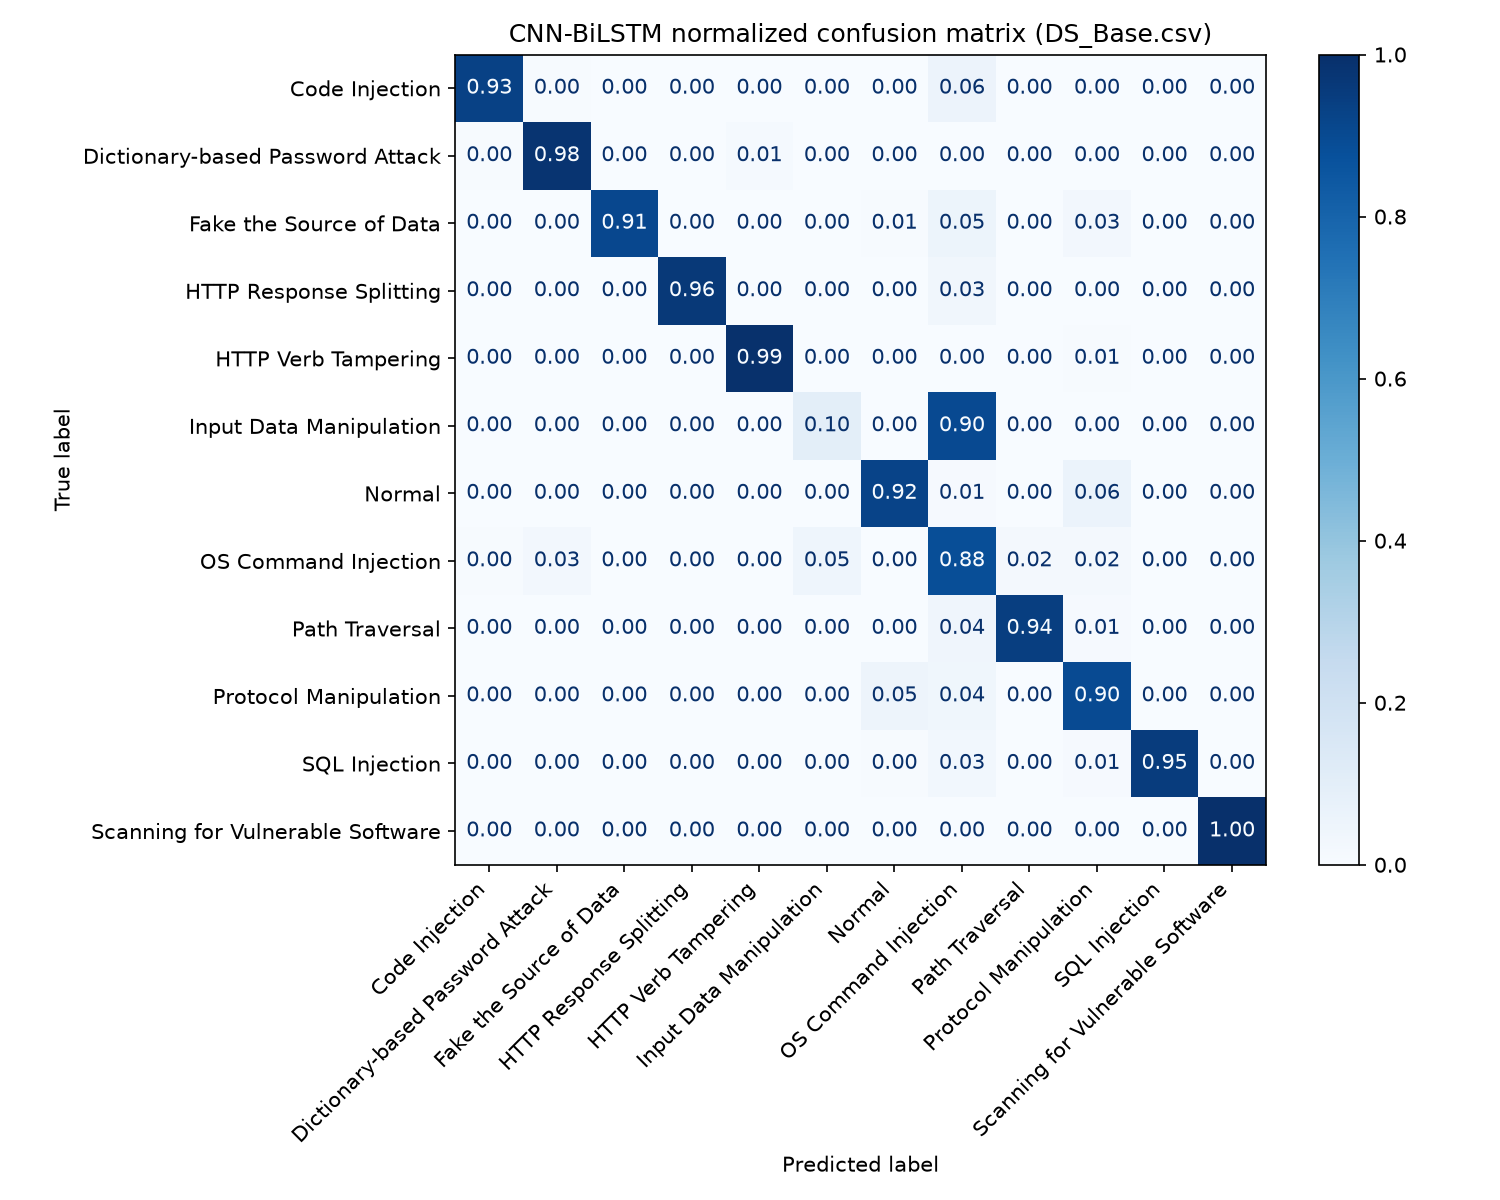 CNN-BiLSTM normalized confusion matrix (DS_Base.csv)
True label
Code Injection 0.93 0.00 0.00 0.00 0.00 0.00 0.00 0.06 0.00 0.00 0.00 0.00
Dictionary-based Password Attack 0.00 0.98 0.00 0.00 0.01 0.00 0.00 0.00 0.00 0.00 0.00 0.00
Fake the Source of Data 0.00 0.00 0.91 0.00 0.00 0.00 0.01 0.05 0.00 0.03 0.00 0.00
HTTP Response Splitting 0.00 0.00 0.00 0.96 0.00 0.00 0.00 0.03 0.00 0.00 0.00 0.00
HTTP Verb Tampering 0.00 0.00 0.00 0.00 0.99 0.00 0.00 0.00 0.00 0.01 0.00 0.00
Input Data Manipulation 0.00 0.00 0.00 0.00 0.00 0.10 0.00 0.90 0.00 0.00 0.00 0.00
Normal 0.00 0.00 0.00 0.00 0.00 0.00 0.92 0.01 0.00 0.06 0.00 0.00
OS Command Injection 0.00 0.03 0.00 0.00 0.00 0.05 0.00 0.88 0.02 0.02 0.00 0.00
Path Traversal 0.00 0.00 0.00 0.00 0.00 0.00 0.00 0.04 0.94 0.01 0.00 0.00
Protocol Manipulation 0.00 0.00 0.00 0.00 0.00 0.00 0.05 0.04 0.00 0.90 0.00 0.00
SQL Injection 0.00 0.00 0.00 0.00 0.00 0.00 0.00 0.03 0.00 0.01 0.95 0.00
Scanning for Vulnerable Software 0.00 0.00 0.00 0.00 0.00 0.00 0.00 0.00 0.00 0.00 0.00 1.00
Code Injection
Dictionary-based Password Attack
Fake the Source of Data
HTTP Response Splitting
HTTP Verb Tampering
Input Data Manipulation
Normal
OS Command Injection
Path Traversal
Protocol Manipulation
SQL Injection
Scanning for Vulnerable Software
Predicted label
1.0
0.8
0.6
0.4
0.2
0.0